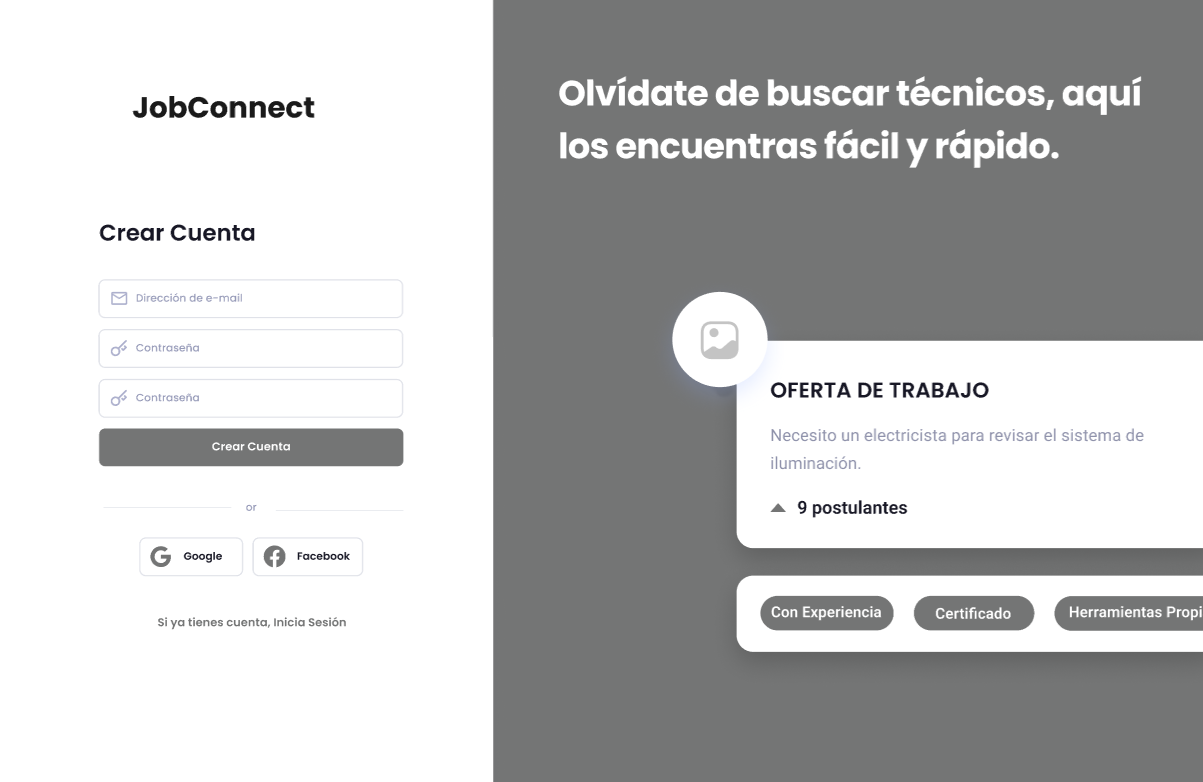 JobConnect
Crear Cuenta
Dirección de e-mail
Contraseña
Contraseña
Crear Cuenta
or
Google
Facebook
Si ya tienes cuenta, Inicia Sesión
Olvídate de buscar técnicos, aquí
los encuentras fácil y rápido.
OFERTA DE TRABAJO
Necesito un electricista para revisar el sistema de
iluminación.
9 postulantes
Con Experiencia
Certificado
Herramientas Propi